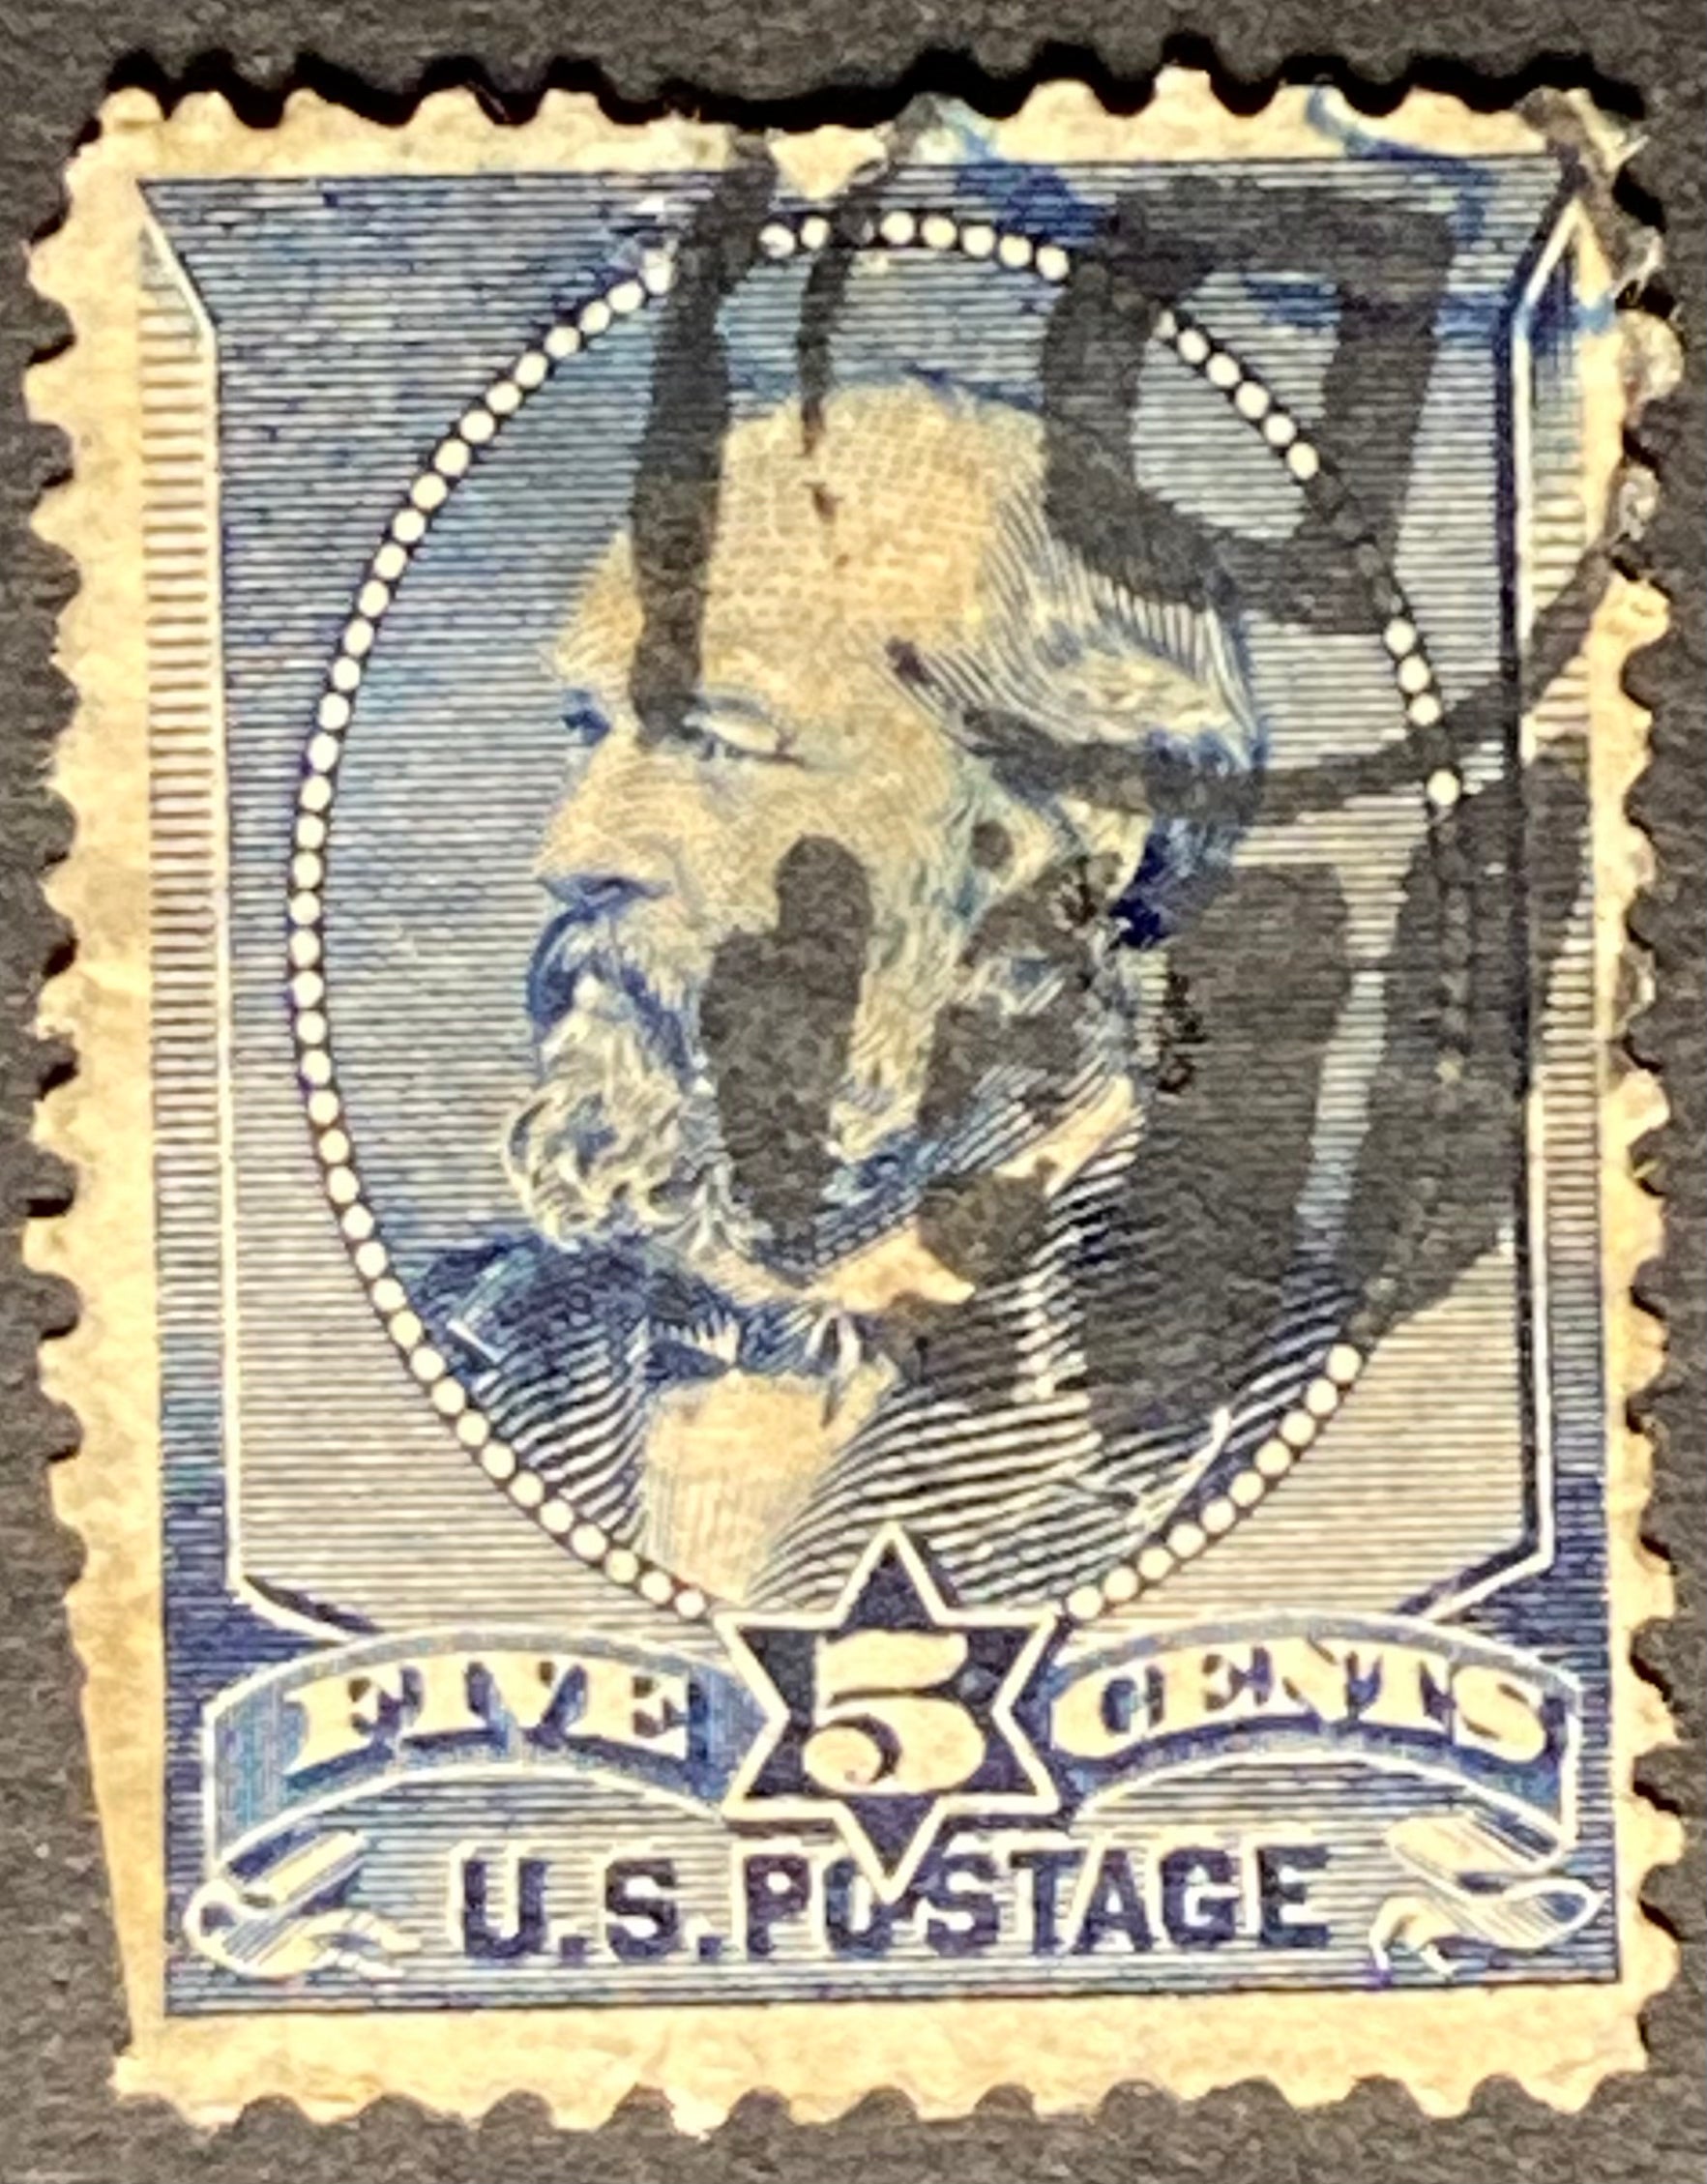 FIVE 5 CENTS
U.S. POSTAGE